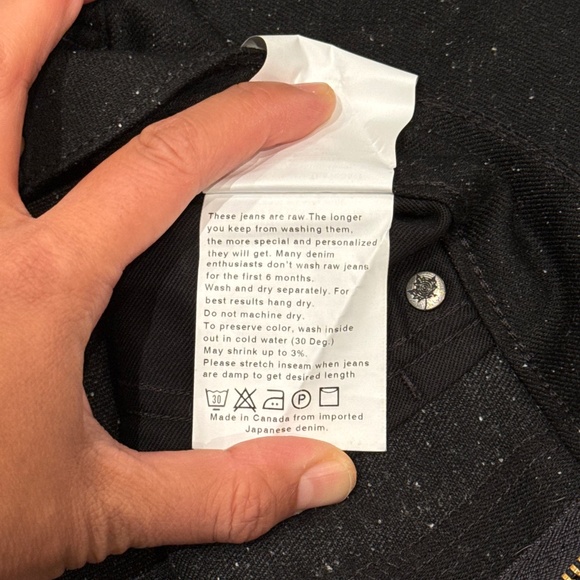 These jeans are raw The longer
you keep from washing them,
the more special and personalized
they will get. Many denim
enthusiasts don't wash raw jeans
for the first 6 months.
Wash and dry separately. For
best results hang dry.
Do not machine dry.
To preserve color, wash inside
out in cold water (30 Deg.)
May shrink up to 3%.
Please stretch inseam when jeans
are damp to get desired length
30 P
Made in Canada from imported
Japanese denim.